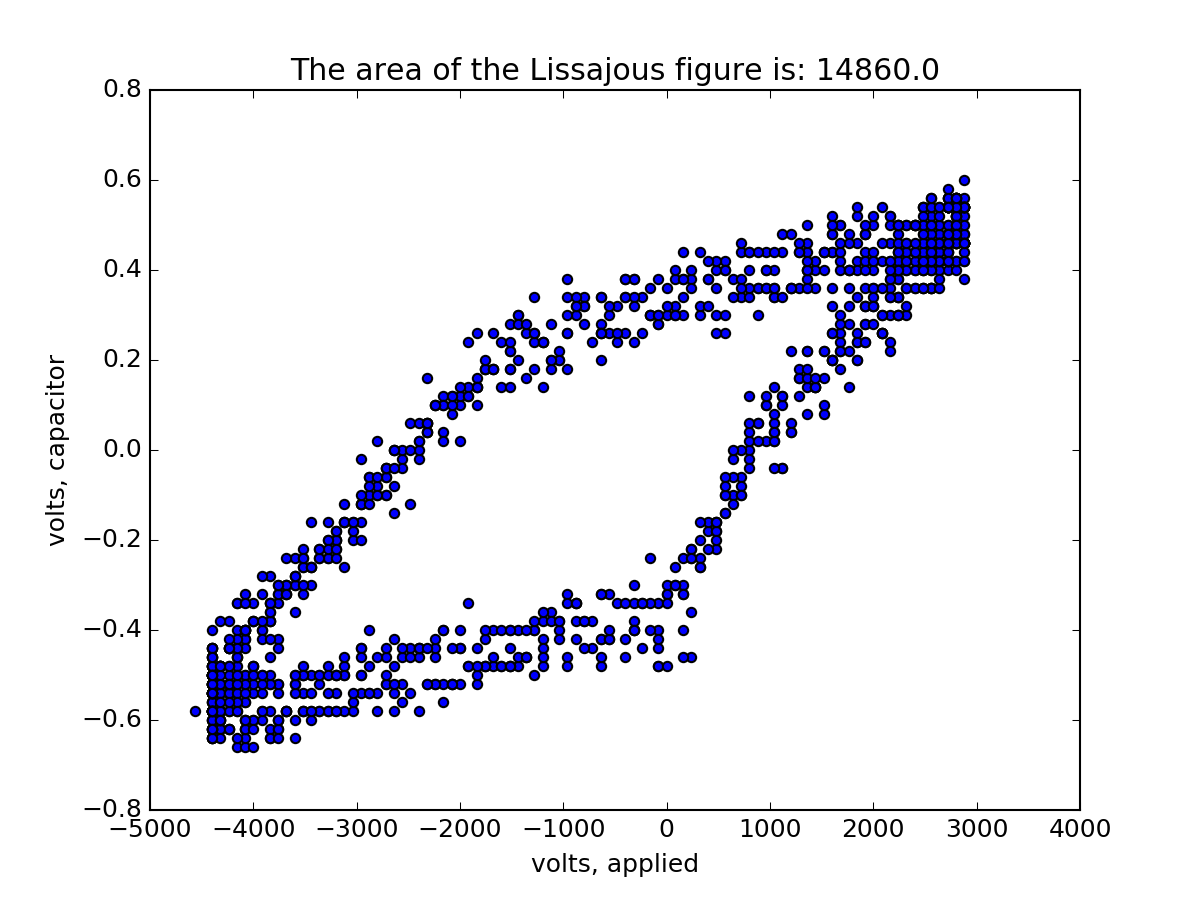 The area of the Lissajous figure is: 14860.0
0.8
0.6
0.4
0.2
0.0
−0.2
−0.4
−0.6
−0.8
volts, capacitor
−5000 −4000 −3000 −2000 −1000 0 1000 2000 3000 4000
volts, applied